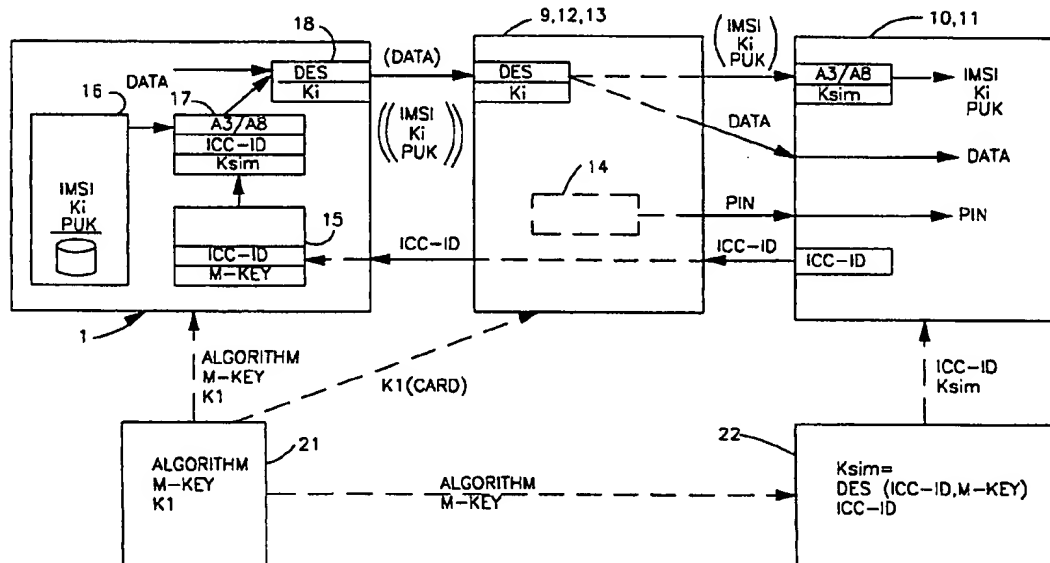 9,12,13
10,11
18
(DATA)
(IMSI
Ki
PUK)
DES
Ki
DATA
16
17
A3/A8
ICC-ID
Ksim
((IMSI
Ki
PUK))
DES
Ki
A3/A8
Ksim
IMSI
Ki
PUK
DATA
DATA
IMSI
Ki
PUK
14
PIN
PIN
15
ICC-ID
M-KEY
ICC-ID
ICC-ID
ICC-ID
1
ALGORITHM
M-KEY
K1
K1(CARD)
ICC-ID
Ksim
21
22
ALGORITHM
M-KEY
K1
ALGORITHM
M-KEY
Ksim=
DES (ICC-ID,M-KEY)
ICC-ID